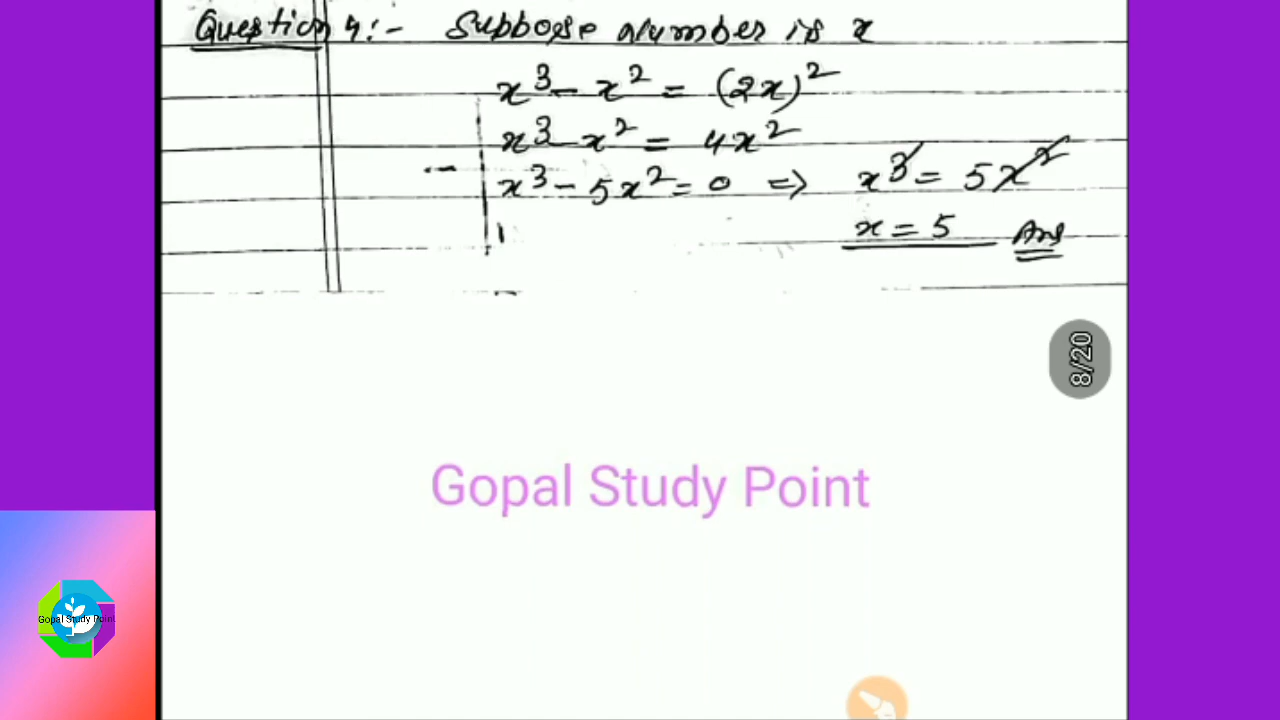 Question 4:- Suppose number is x
x³ - x² = (2x)²
x³ - x² = 4x²
x³ - 5x² = 0 => x³ = 5x²
x = 5 Ans
8/20
Gopal Study Point
Gopal Study Point